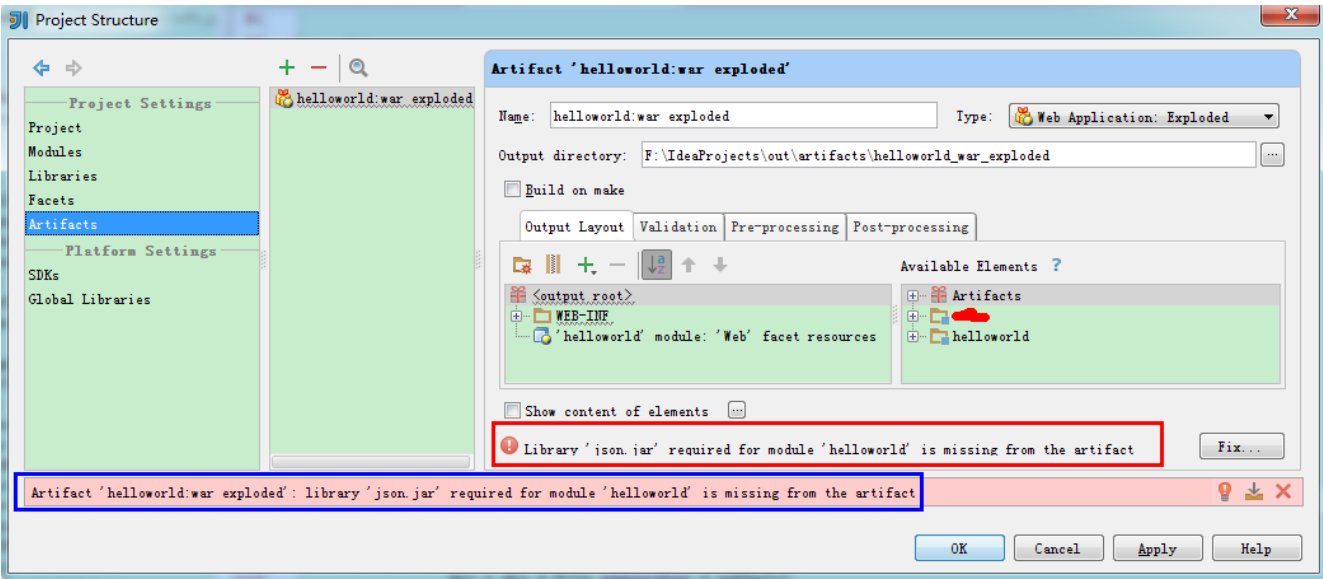 Project Structure
Project Settings
Project
Modules
Libraries
Facets
Artifacts
Platform Settings
SDKs
Global Libraries
helloworld:war exploded
Artifact 'helloworld:war exploded'
Name: helloworld:war exploded Type: Web Application: Exploded
Output directory: F:\IdeaProjects\out\artifacts\helloworld_war_exploded ...
Build on make
Output Layout Validation Pre-processing Post-processing
Available Elements ?
<output root>
WEB-INF
'helloworld' module: 'Web' facet resources
Artifacts
helloworld
Show content of elements ...
Library 'json.jar' required for module 'helloworld' is missing from the artifact Fix...
Artifact 'helloworld:war exploded': library 'json.jar' required for module 'helloworld' is missing from the artifact
OK Cancel Apply Help